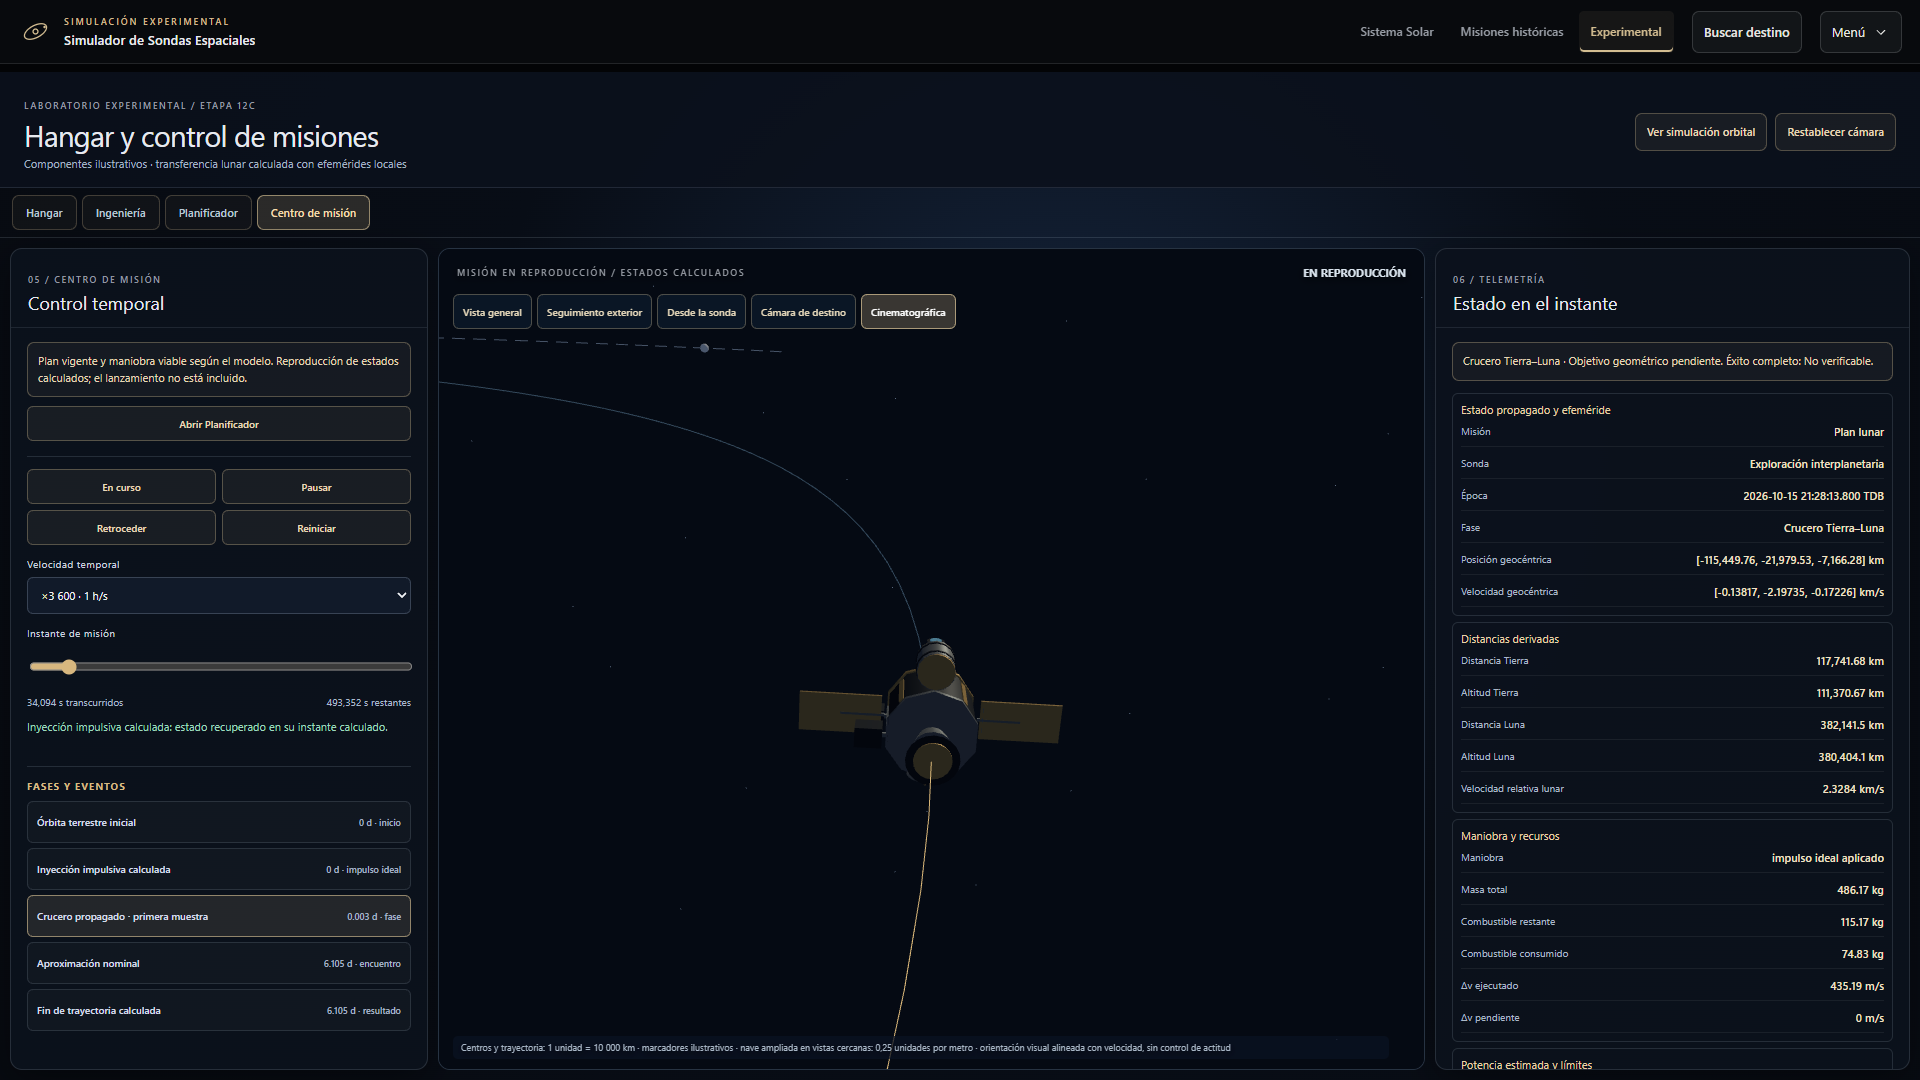 SIMULACIÓN EXPERIMENTAL
Simulador de Sondas Espaciales
Sistema Solar
Misiones históricas
Experimental
Buscar destino
Menú
LABORATORIO EXPERIMENTAL / ETAPA 12C
Hangar y control de misiones
Componentes ilustrativos · transferencia lunar calculada con efemérides locales
Ver simulación orbital
Restablecer cámara
Hangar
Ingeniería
Planificador
Centro de misión
05 / CENTRO DE MISIÓN
Control temporal
Plan vigente y maniobra viable según el modelo. Reproducción de estados
calculados; el lanzamiento no está incluido.
Abrir Planificador
En curso
Pausar
Retroceder
Reiniciar
Velocidad temporal
×3 600 · 1 h/s
Instante de misión
34,094 s transcurridos
493,352 s restantes
Inyección impulsiva calculada: estado recuperado en su instante calculado.
FASES Y EVENTOS
Órbita terrestre inicial
0 d · inicio
Inyección impulsiva calculada
0 d · impulso ideal
Crucero propagado · primera muestra
0.003 d · fase
Aproximación nominal
6.105 d · encuentro
Fin de trayectoria calculada
6.105 d · resultado
MISIÓN EN REPRODUCCIÓN / ESTADOS CALCULADOS
EN REPRODUCCIÓN
Vista general
Seguimiento exterior
Desde la sonda
Cámara de destino
Cinematográfica
Centros y trayectoria: 1 unidad = 10 000 km · marcadores ilustrativos · nave ampliada en vistas cercanas: 0,25 unidades por metro · orientación visual alineada con velocidad, sin control de actitud
06 / TELEMETRÍA
Estado en el instante
Crucero Tierra–Luna · Objetivo geométrico pendiente. Éxito completo: No verificable.
Estado propagado y efeméride
Misión
Plan lunar
Sonda
Exploración interplanetaria
Época
2026-10-15 21:28:13.800 TDB
Fase
Crucero Tierra–Luna
Posición geocéntrica
[-115,449.76, -21,979.53, -7,166.28] km
Velocidad geocéntrica
[-0.13817, -2.19735, -0.17226] km/s
Distancias derivadas
Distancia Tierra
117,741.68 km
Altitud Tierra
111,370.67 km
Distancia Luna
382,141.5 km
Altitud Luna
380,404.1 km
Velocidad relativa lunar
2.3284 km/s
Maniobra y recursos
Maniobra
impulso ideal aplicado
Masa total
486.17 kg
Combustible restante
115.17 kg
Combustible consumido
74.83 kg
Δv ejecutado
435.19 m/s
Δv pendiente
0 m/s
Potencia estimada y límites